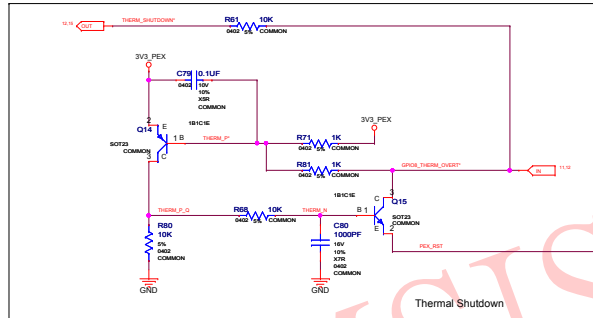 R61 10K
12,15 OUT THERM_SHUTDOWN*
0402 5% COMMON
3V3_PEX
C79 0.1UF
0402 10V
10%
X5R
COMMON
3V3_PEX
2 E
Q14
1B1C1E
SOT23
COMMON
1 B THERM_P*
3 C
R71 1K
0402 5% COMMON
R81 1K
0402 5% COMMON
GPIO8_THERM_OVERT*
IN 11,12
1B1C1E
C 3
Q15
THERM_P_Q
R68 10K
0402 5% COMMON
THERM_N
B 1
SOT23
COMMON
E 2
R80
10K
5%
0402
COMMON
C80
1000PF
16V
10%
X7R
0402
COMMON
PEX_RST
GND
GND
Thermal Shutdown